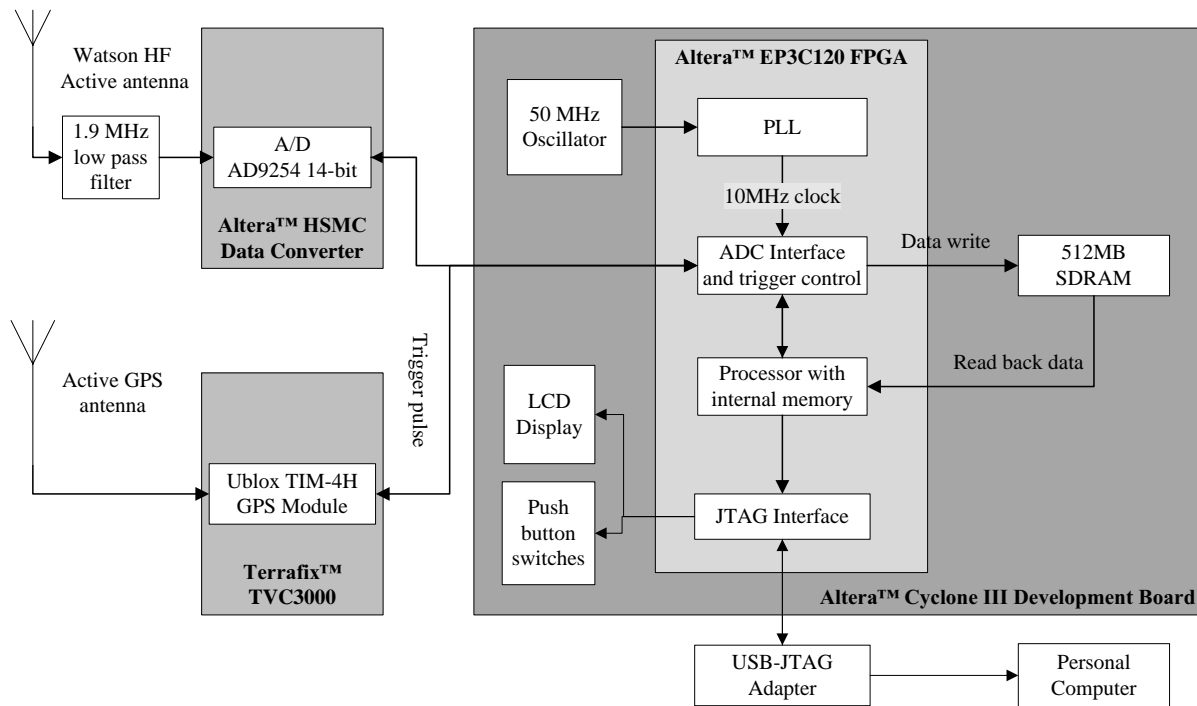 Watson HF
Active antenna
1.9 MHz
low pass
filter
A/D
AD9254 14-bit
Altera™ HSMC
Data Converter
Active GPS
antenna
Ublox TIM-4H
GPS Module
Terrafix™
TVC3000
Trigger pulse
Altera™ EP3C120 FPGA
50 MHz
Oscillator
PLL
10MHz clock
ADC Interface
and trigger control
Data write
512MB
SDRAM
Processor with
internal memory
Read back data
LCD
Display
Push
button
switches
JTAG Interface
Altera™ Cyclone III Development Board
USB-JTAG
Adapter
Personal
Computer